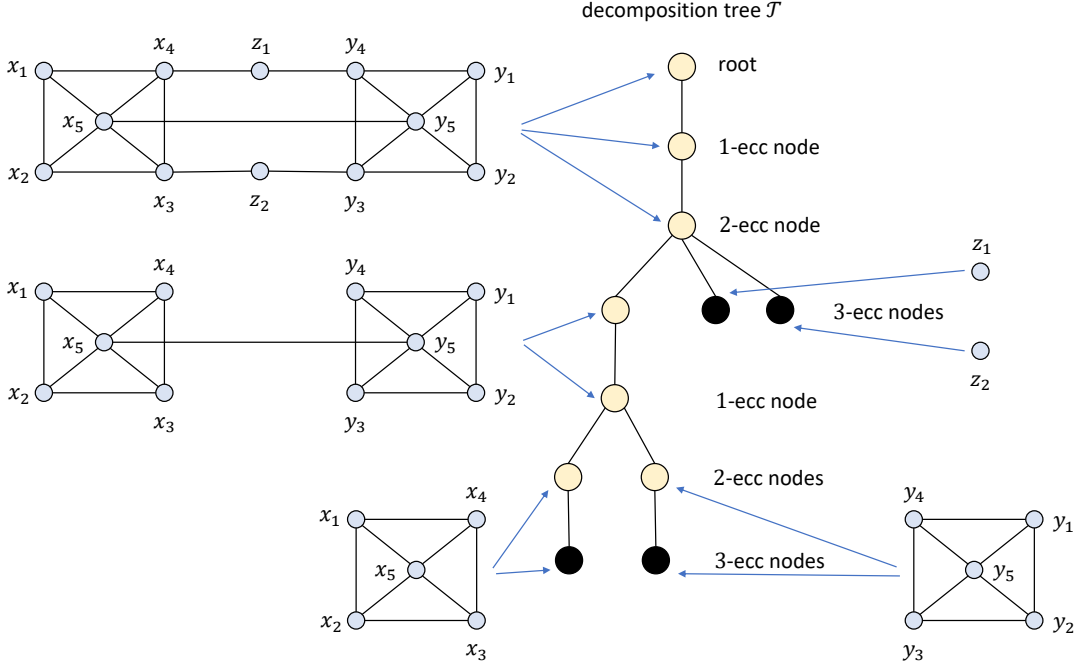 decomposition tree 𝒯
x₄ z₁ y₄
x₁ y₁
root
x₅ y₅
1-ecc node
x₂ y₂
x₃ z₂ y₃
2-ecc node
z₁
x₄ y₄
x₁ y₁
3-ecc nodes
x₅ y₅
z₂
x₂ y₂
1-ecc node
x₃ y₃
2-ecc nodes
x₄ y₄
x₁ y₁
3-ecc nodes
x₅ y₅
x₂ y₂
x₃ y₃